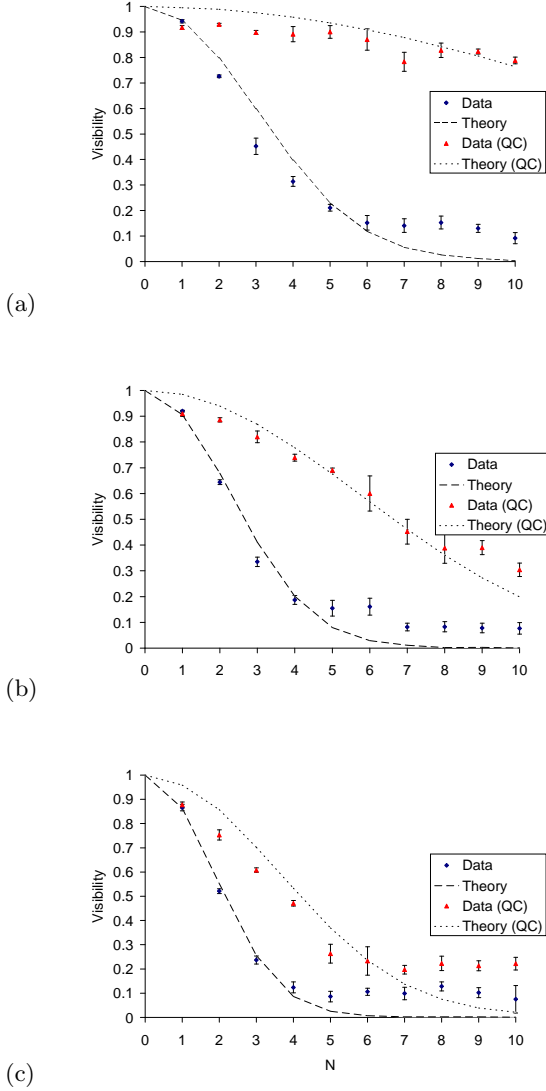 1
0.9
0.8
0.7
0.6
0.5
0.4
0.3
0.2
0.1
0
Visibility
Data
Theory
Data (QC)
Theory (QC)
0 1 2 3 4 5 6 7 8 9 10
(a)
1
0.9
0.8
0.7
0.6
0.5
0.4
0.3
0.2
0.1
0
Visibility
Data
Theory
Data (QC)
Theory (QC)
0 1 2 3 4 5 6 7 8 9 10
(b)
1
0.9
0.8
0.7
0.6
0.5
0.4
0.3
0.2
0.1
0
Visibility
Data
Theory
Data (QC)
Theory (QC)
0 1 2 3 4 5 6 7 8 9 10
N
(c)